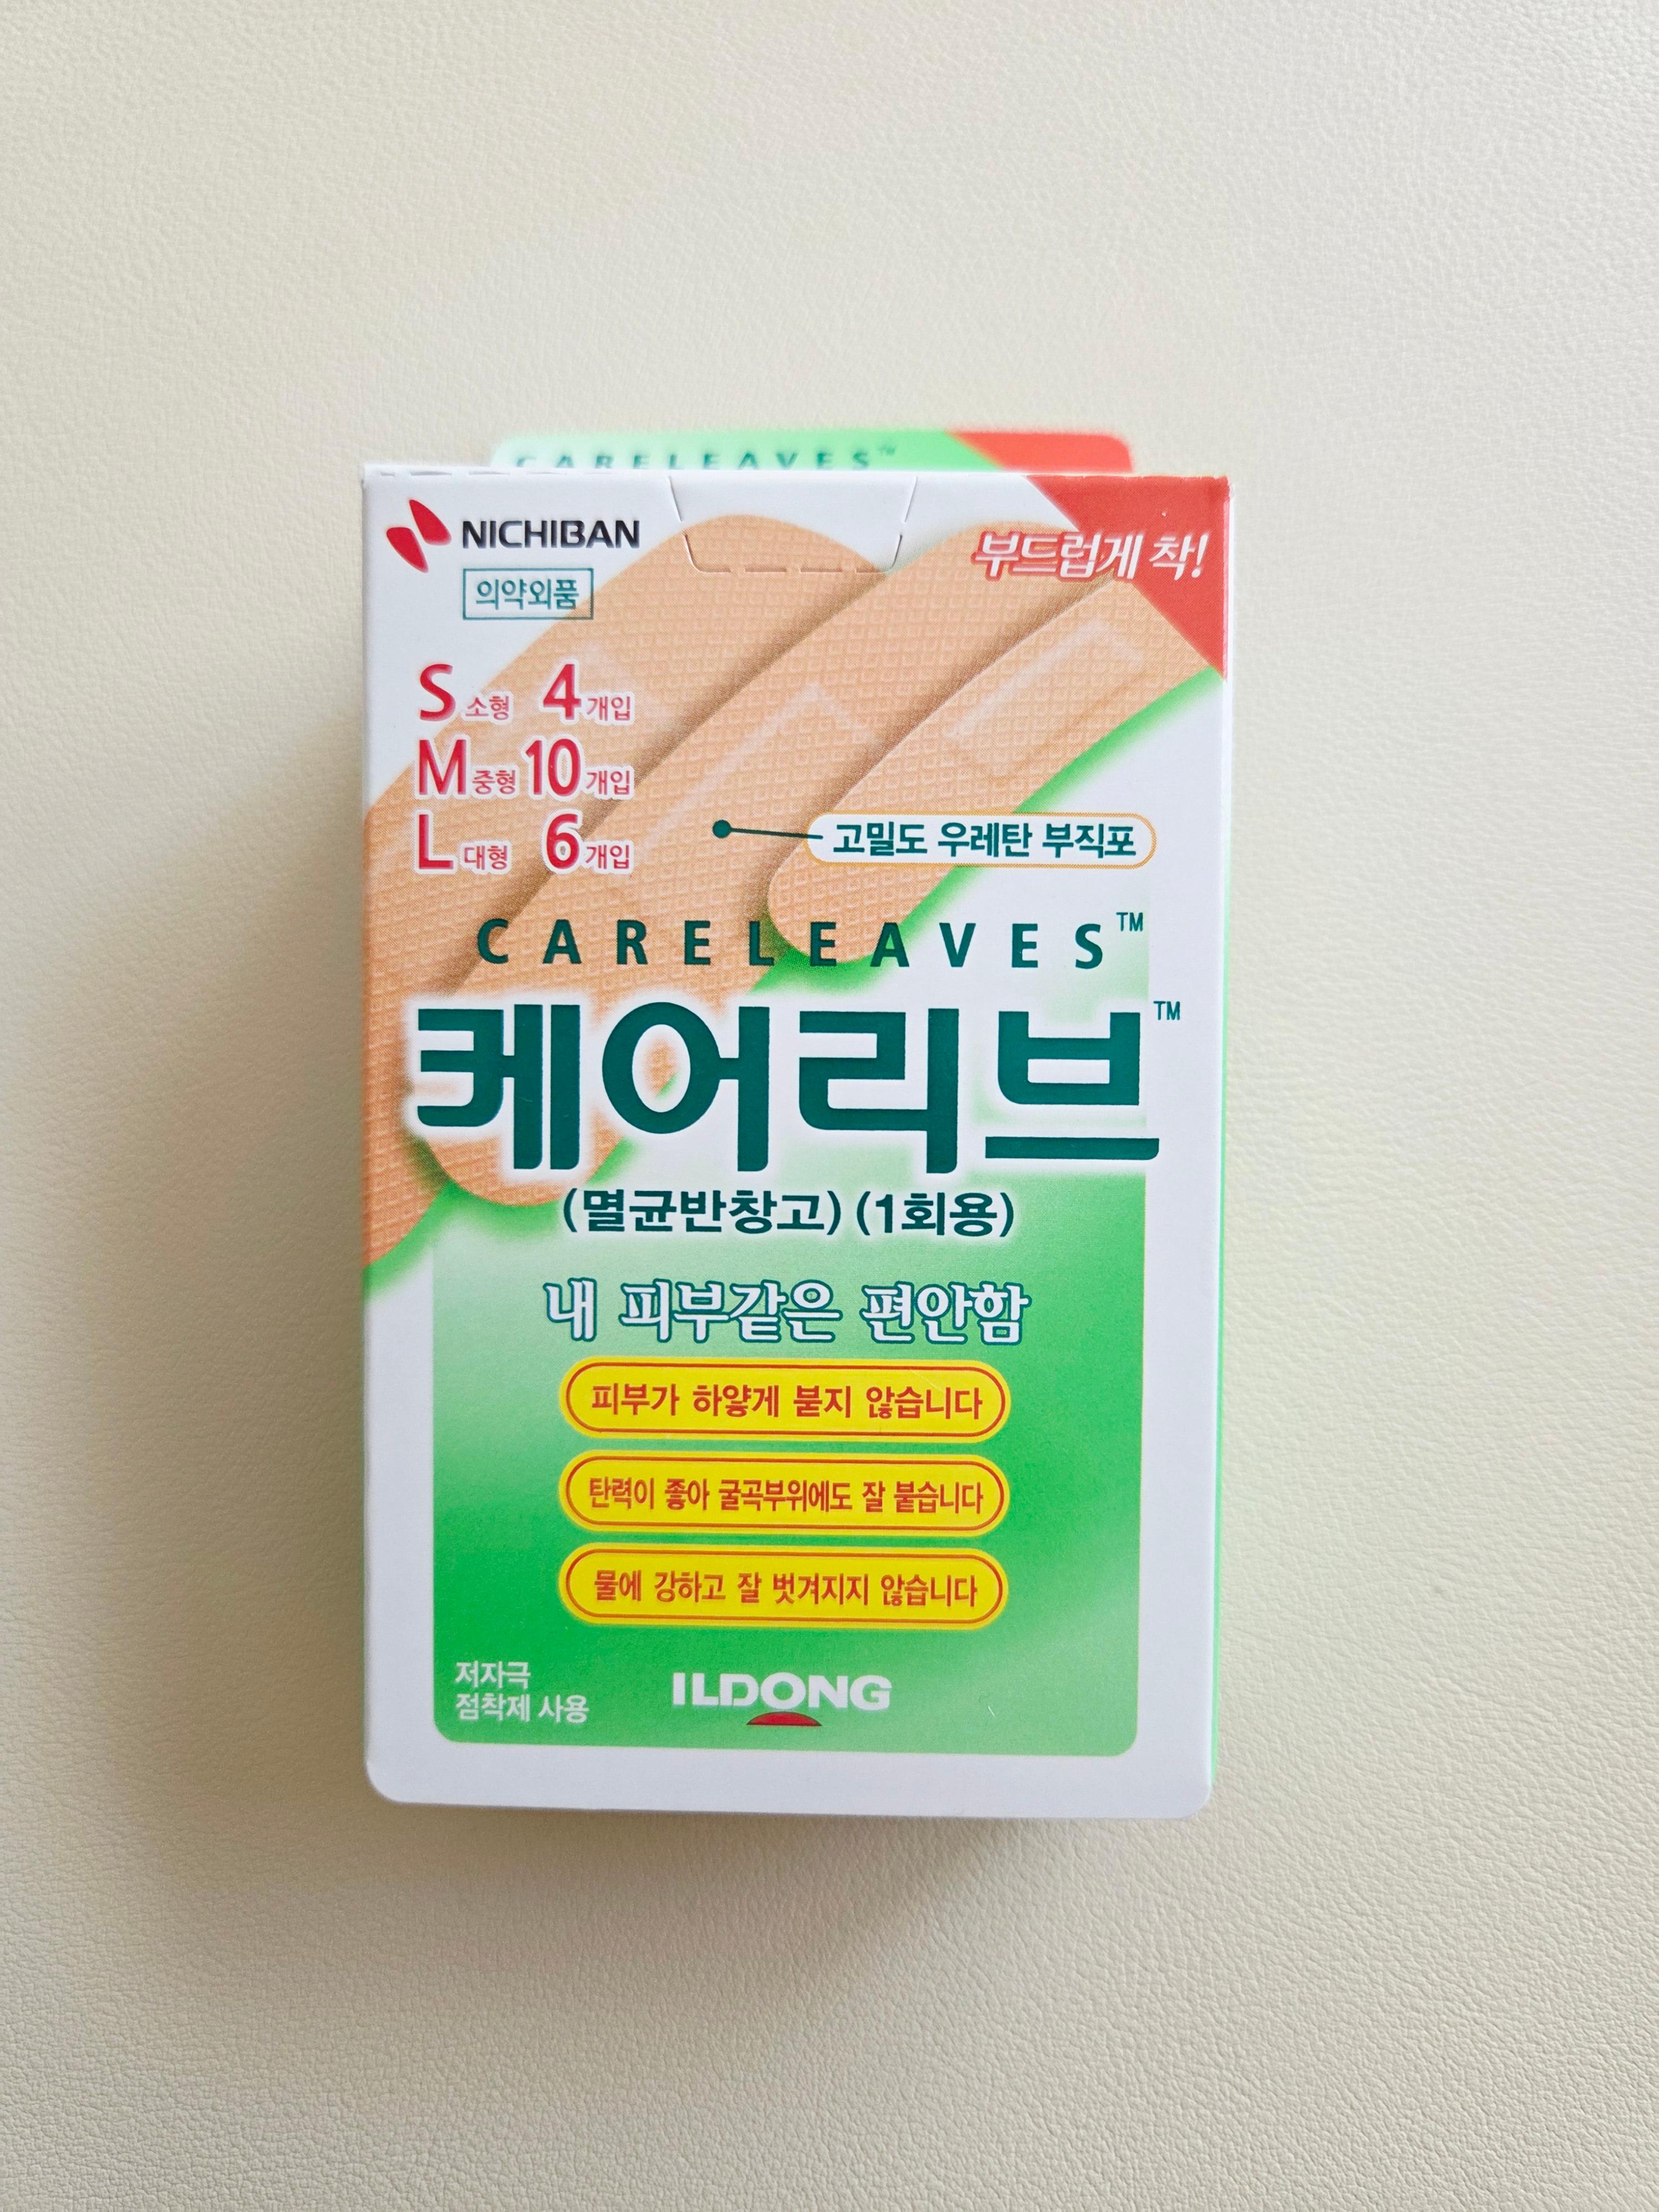 CARELEAVES™
NICHIBAN
부드럽게 착!
의약외품
S 소형 4개입
M 중형 10개입
L 대형 6개입
고밀도 우레탄 부직포
CARELEAVES™
케어리브™
(멸균반창고) (1회용)
내 피부같은 편안함
피부가 하얗게 붇지 않습니다
탄력이 좋아 굴곡부위에도 잘 붙습니다
물에 강하고 잘 벗겨지지 않습니다
저자극
점착제 사용
ILDONG